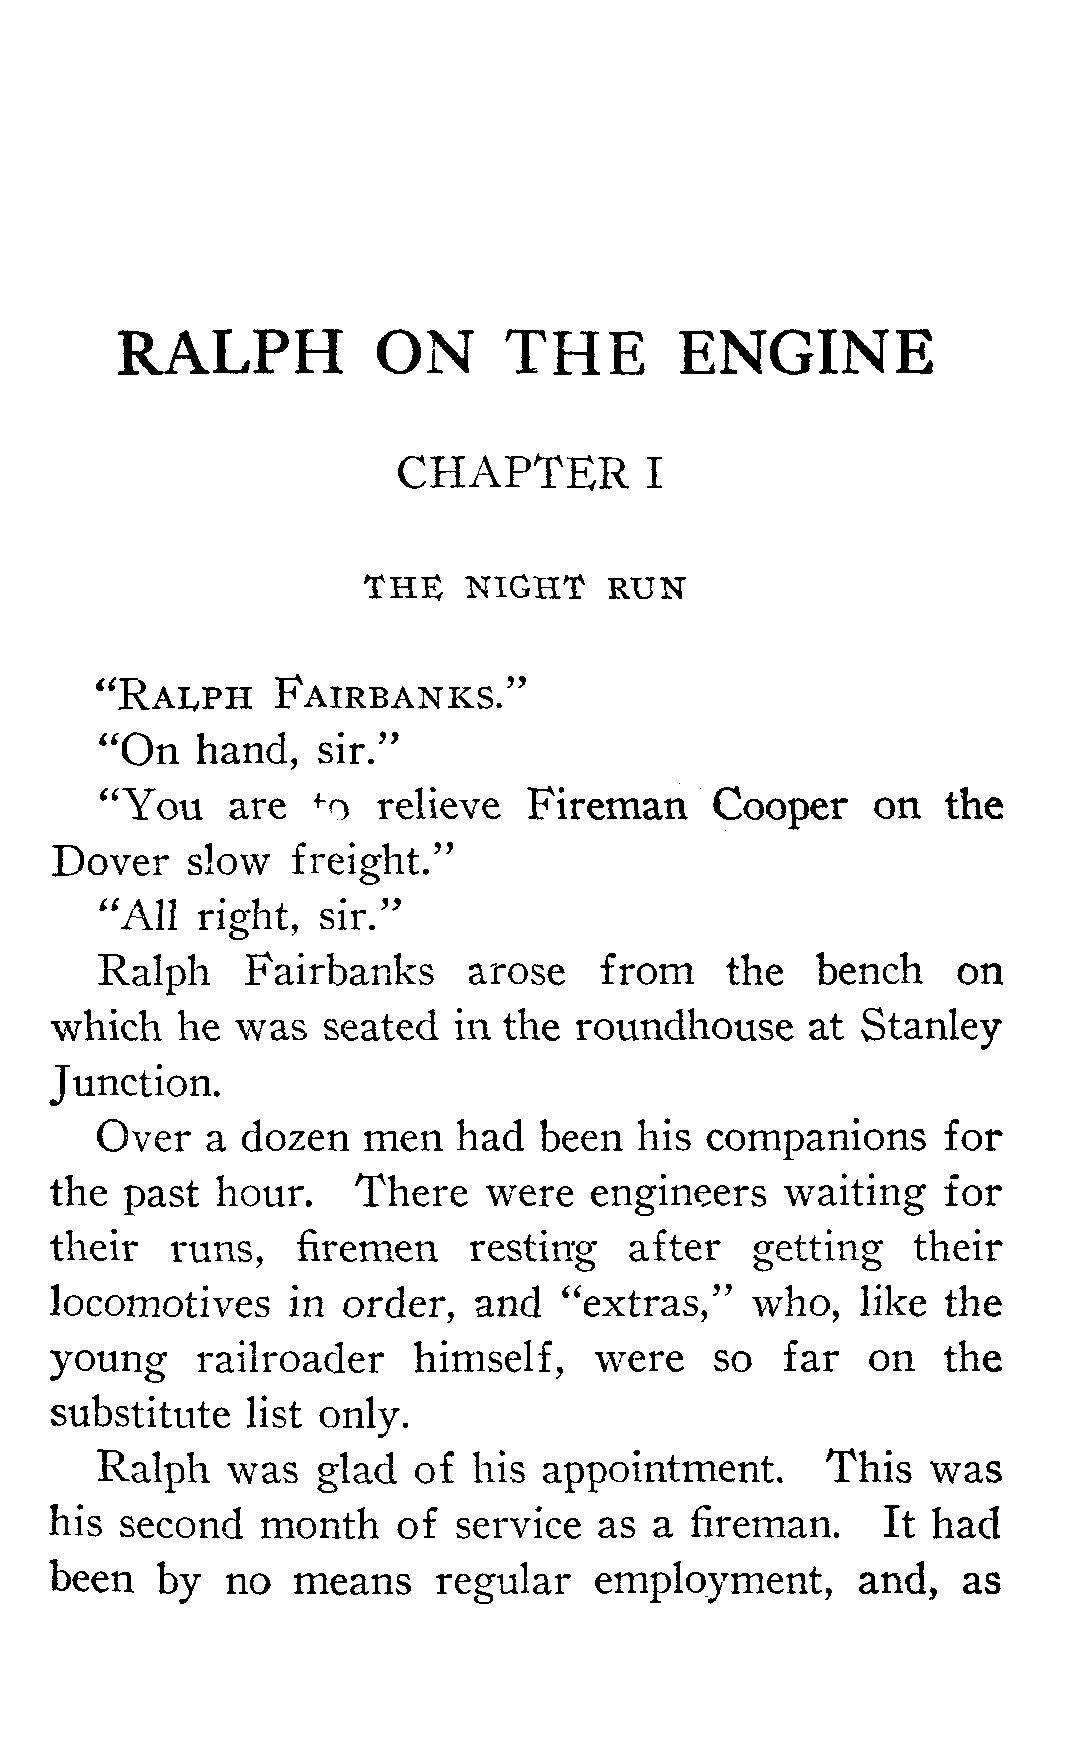 RALPH ON THE ENGINE
CHAPTER I
THE NIGHT RUN
“RALPH FAIRBANKS.”
“On hand, sir.”
“You are to relieve Fireman Cooper on the
Dover slow freight.”
“All right, sir.”
Ralph Fairbanks arose from the bench on
which he was seated in the roundhouse at Stanley
Junction.
Over a dozen men had been his companions for
the past hour. There were engineers waiting for
their runs, firemen resting after getting their
locomotives in order, and “extras,” who, like the
young railroader himself, were so far on the
substitute list only.
Ralph was glad of his appointment. This was
his second month of service as a fireman. It had
been by no means regular employment, and, as